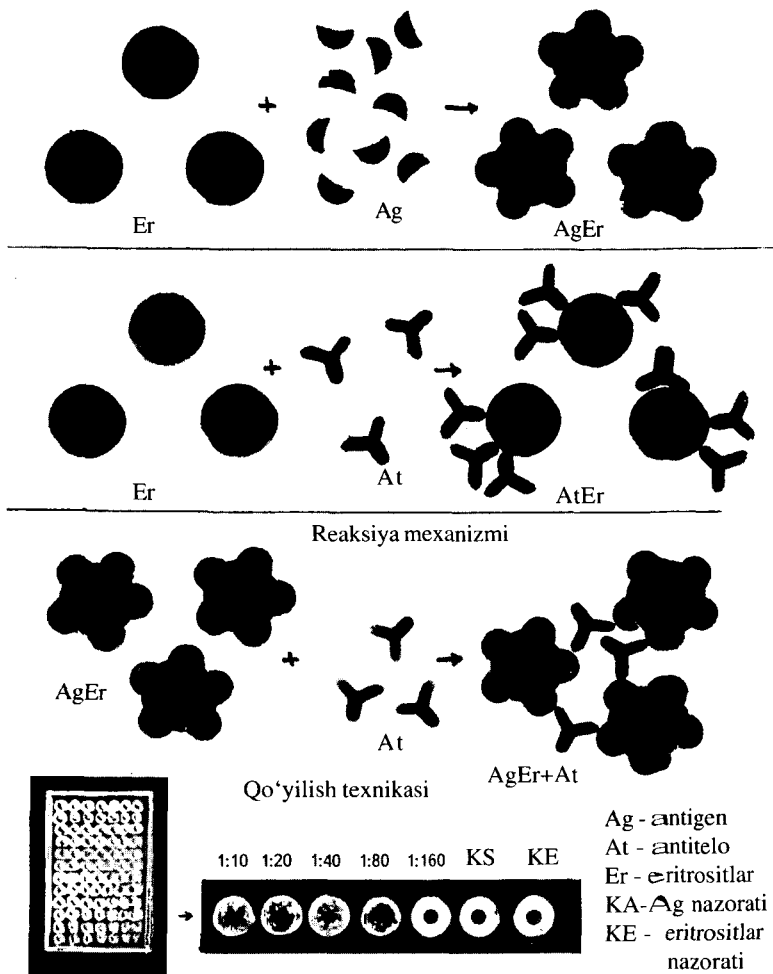 Er
Ag
AgEr
Er
At
AtEr
Reaksiya mexanizmi
AgEr
At
AgEr+At
Qo‘yilish texnikasi
1:10 1:20 1:40 1:80 1:160 KS KE
Ag - antigen
At - antitelo
Er - eritrositlar
KA-Ag nazorati
KE - eritrositlar
nazorati